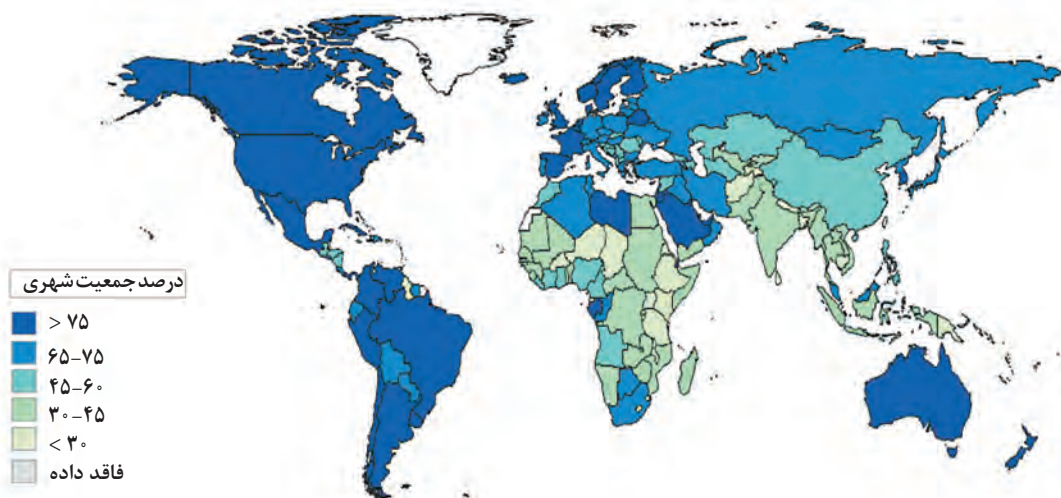 درصد جمعیت شهری
> ۷۵
۶۵-۷۵
۴۵-۶۰
۳۰-۴۵
< ۳۰
فاقد داده